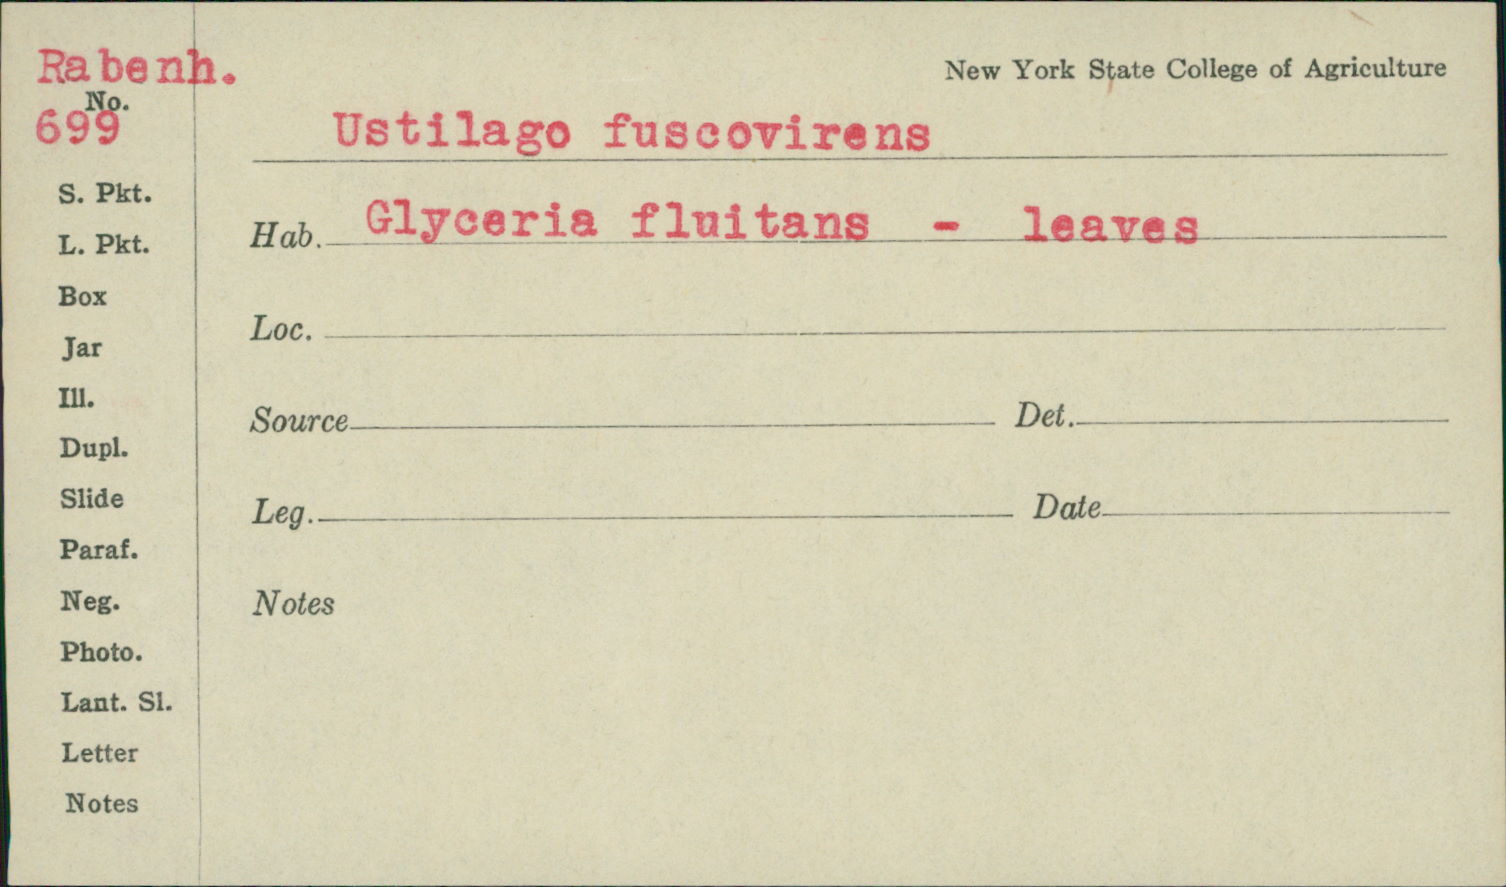 Rabenh.
New York State College of Agriculture
No.
699
Ustilago fuscovirens
S. Pkt.
Hab. Glyceria fluitans - leaves
L. Pkt.
Box
Loc.
Jar
Ill.
Source Det.
Dupl.
Slide
Leg. Date
Paraf.
Neg.
Notes
Photo.
Lant. Sl.
Letter
Notes